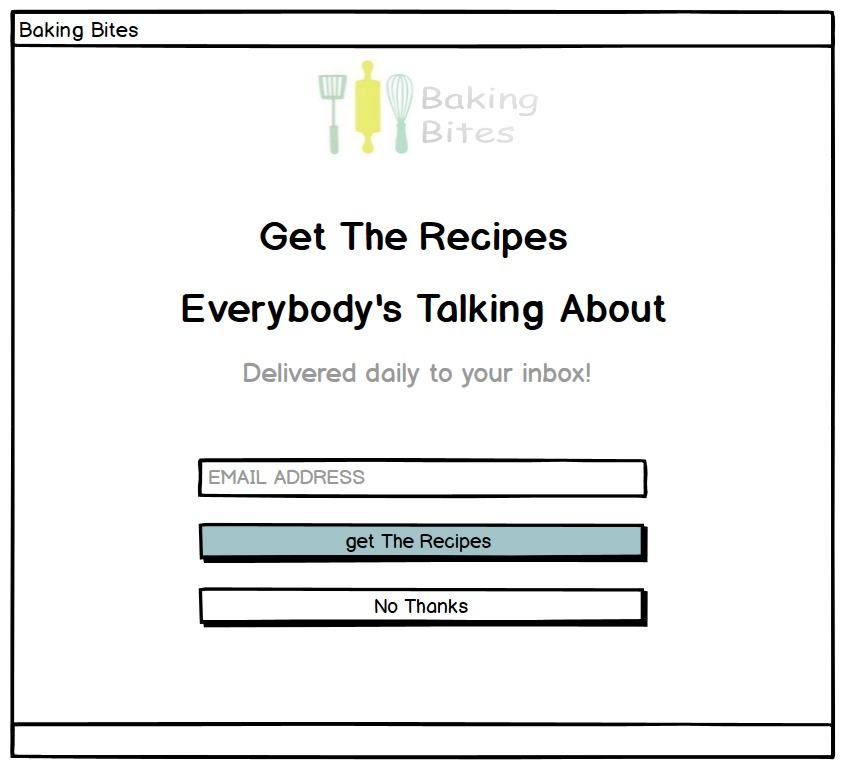 Baking Bites
Baking
Bites
Get The Recipes
Everybody's Talking About
Delivered daily to your inbox!
EMAIL ADDRESS
get The Recipes
No Thanks